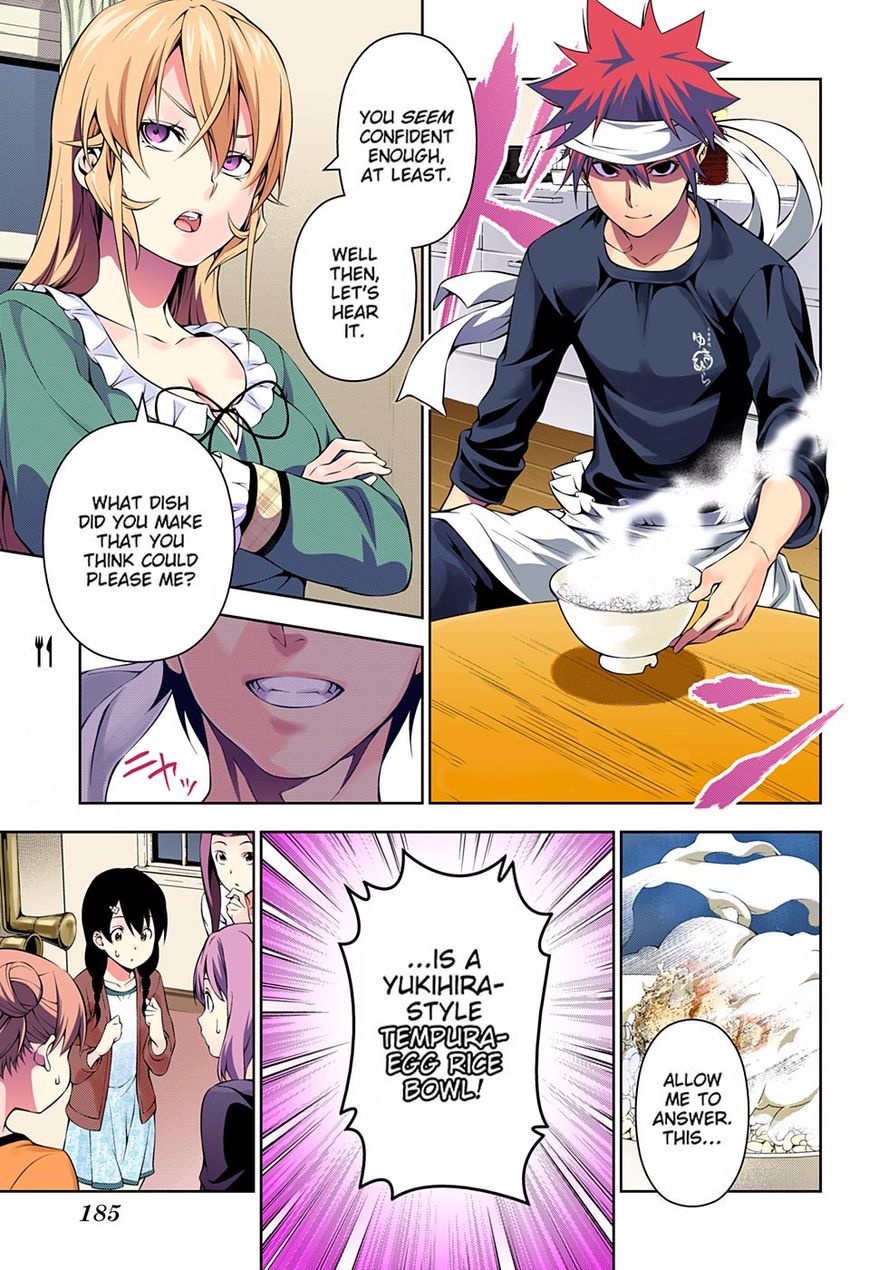 YOU SEEM
CONFIDENT
ENOUGH,
AT LEAST.
WELL
THEN,
LET'S
HEAR
IT.
WHAT DISH
DID YOU MAKE
THAT YOU
THINK COULD
PLEASE ME?
ニヤッ
ALLOW
ME TO
ANSWER.
THIS...
...IS A
YUKIHIRA-
STYLE
TEMPURA-
EGG RICE
BOWL!
185